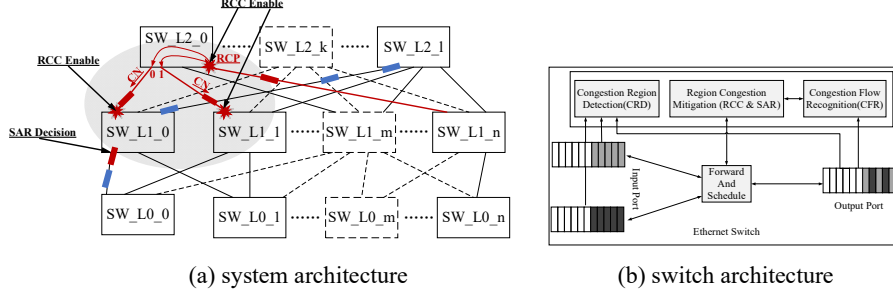 RCC Enable
SW_L2_0
SW_L2_k
SW_L2_l
RCC Enable
RCP
CN
0 1
CN
SAR Decision
SW_L1_0
SW_L1_1
SW_L1_m
SW_L1_n
SW_L0_0
SW_L0_1
SW_L0_m
SW_L0_n
(a) system architecture
Congestion Region
Detection(CRD)
Region Congestion
Mitigation (RCC & SAR)
Congestion Flow
Recognition(CFR)
Input Port
Forward
And
Schedule
Output Port
Ethernet Switch
(b) switch architecture